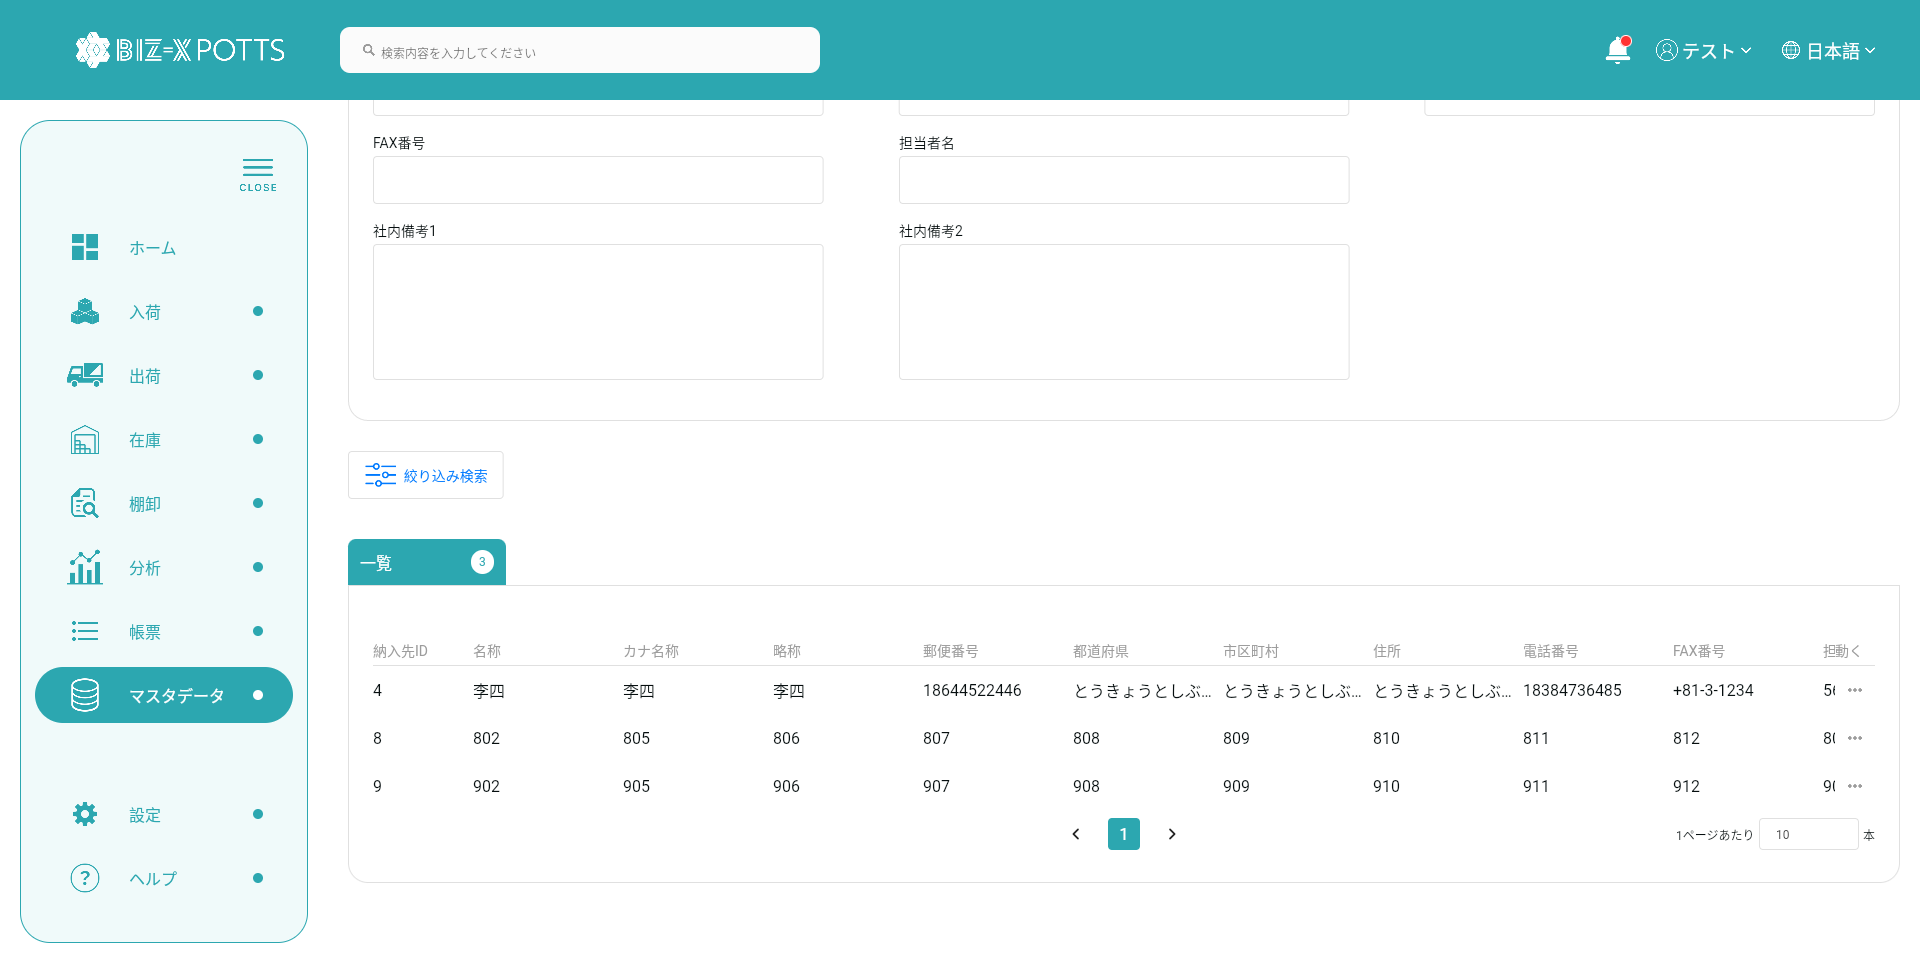 BIZ-X POTTS
検索内容を入力してください
テスト
日本語
CLOSE
ホーム
入荷
出荷
在庫
棚卸
分析
帳票
マスタデータ
設定
ヘルプ
FAX番号
担当者名
社内備考1
社内備考2
絞り込み検索
一覧 3
納入先ID 名称 カナ名称 略称 郵便番号 都道府県 市区町村 住所 電話番号 FAX番号 担動く
4 李四 李四 李四 18644522446 とうきょうとしぶ... とうきょうとしぶ... とうきょうとしぶ... 18384736485 +81-3-1234 56
8 802 805 806 807 808 809 810 811 812 80
9 902 905 906 907 908 909 910 911 912 90
1
1ページあたり 10 本